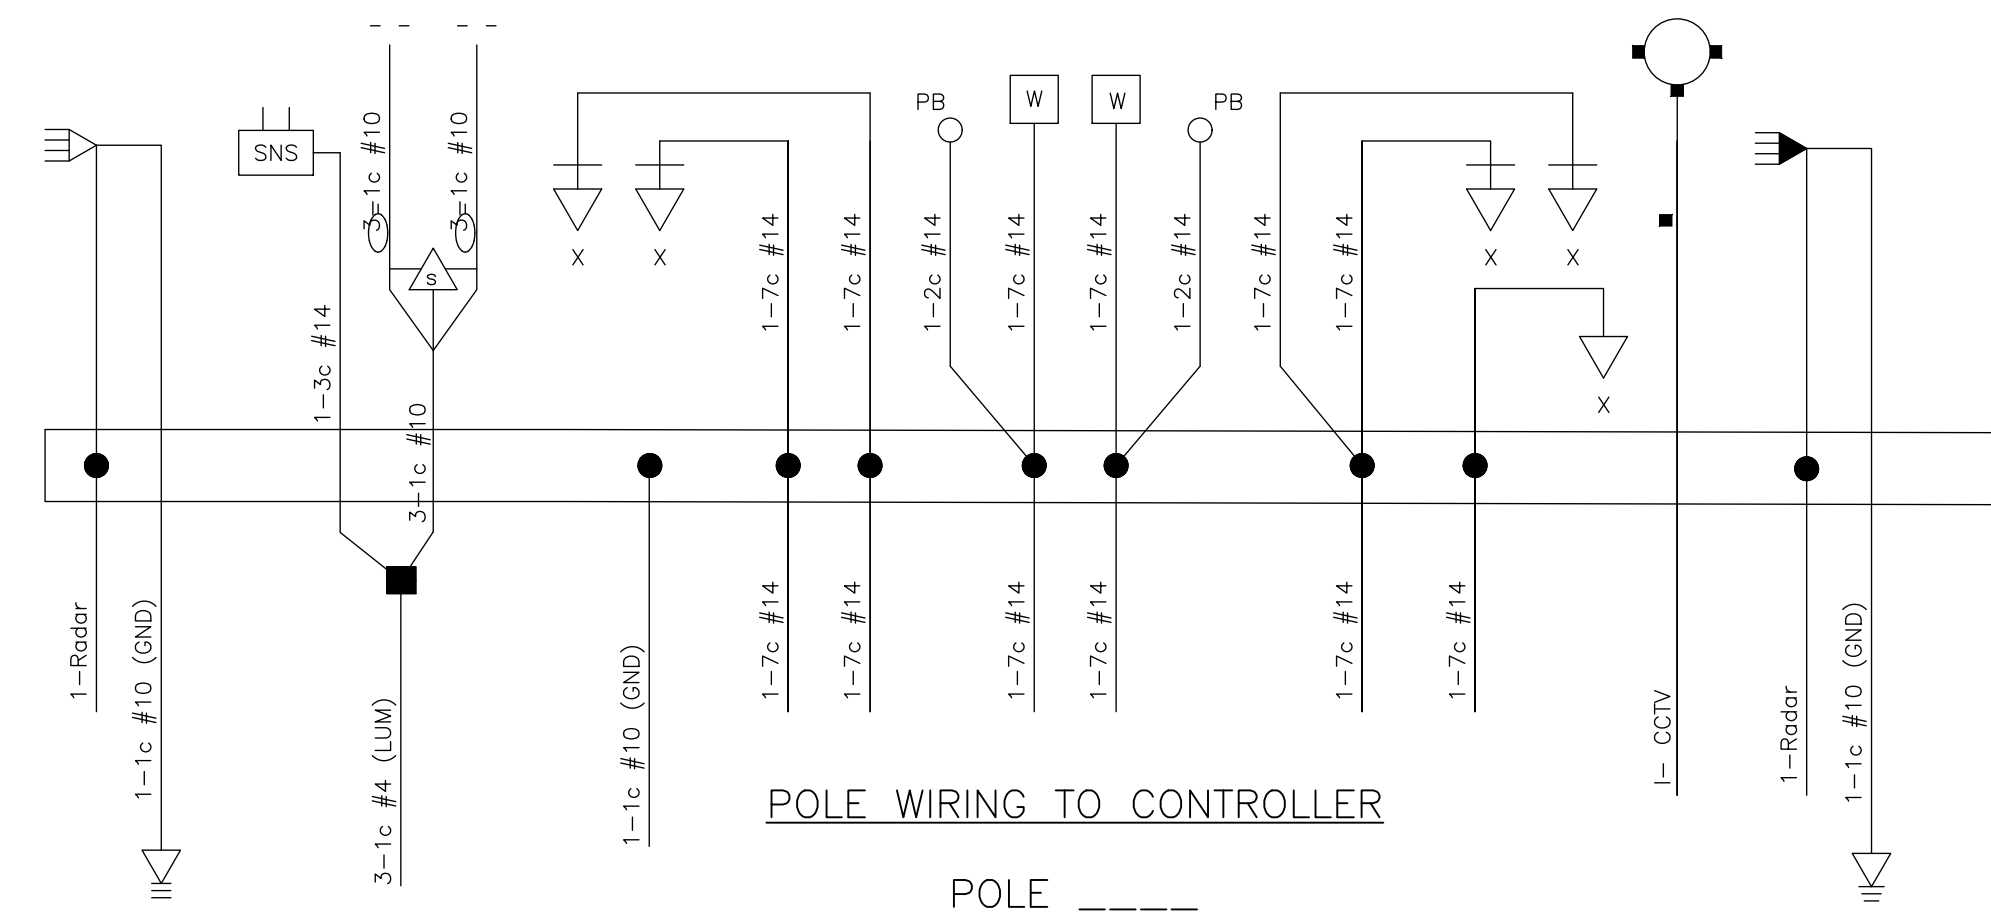 PB
W
W
PB
SNS
3-1c #10
3-1c #10
S
X
X
X
X
X
1-3c #14
3-1c #10
1-7c #14
1-7c #14
1-2c #14
1-7c #14
1-7c #14
1-2c #14
1-7c #14
1-7c #14
1-Radar
1-1c #10 (GND)
3-1c #4 (LUM)
1-1c #10 (GND)
1-7c #14
1-7c #14
1-7c #14
1-7c #14
1-7c #14
1-7c #14
I- CCTV
1-Radar
1-1c #10 (GND)
POLE WIRING TO CONTROLLER
POLE ____